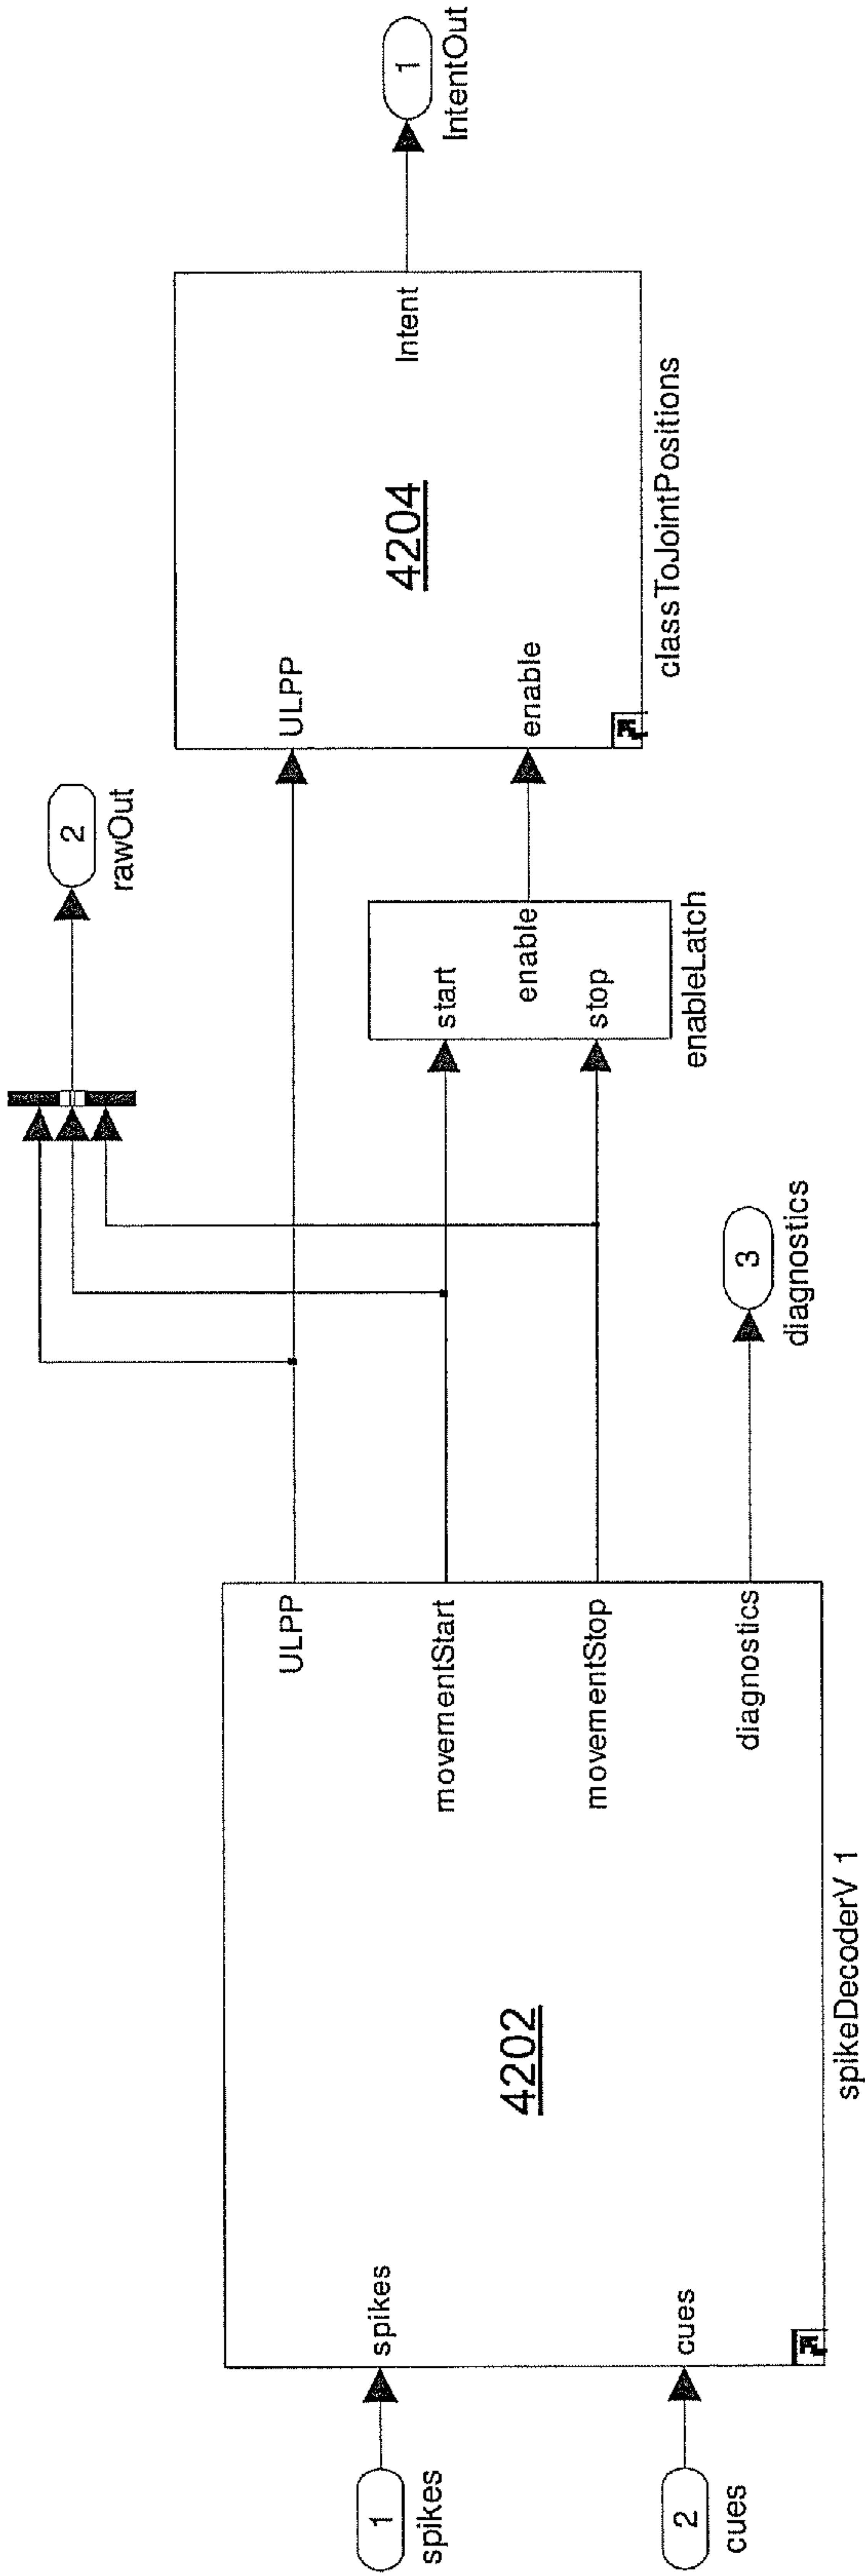 1
spikes
2
cues
spikes
cues
4202
ULPP
movementStart
movementStop
diagnostics
spikeDecoderV 1
3
diagnostics
2
rawOut
start
stop
enable
enableLatch
ULPP
enable
4204
Intent
classToJointPositions
1
IntentOut